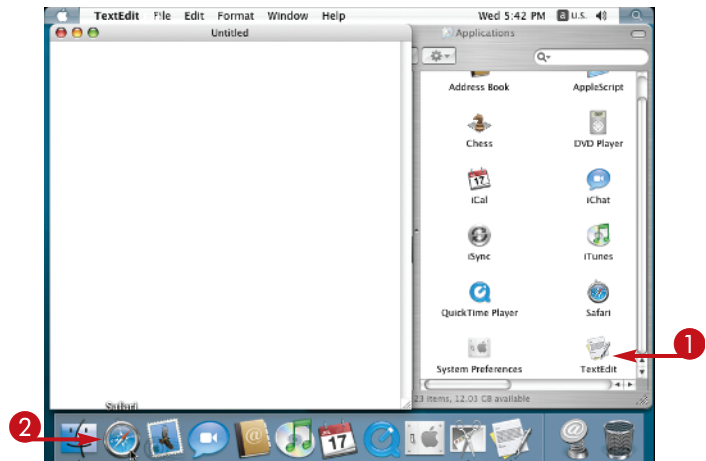 TextEdit File Edit Format Window Help Wed 5:42 PM a U.S.
Untitled
Applications
Address Book AppleScript
Chess DVD Player
17
iCal iChat
iSync iTunes
QuickTime Player Safari
1
System Preferences TextEdit
23 items, 12.03 GB available
Safari
2
@ 17 @